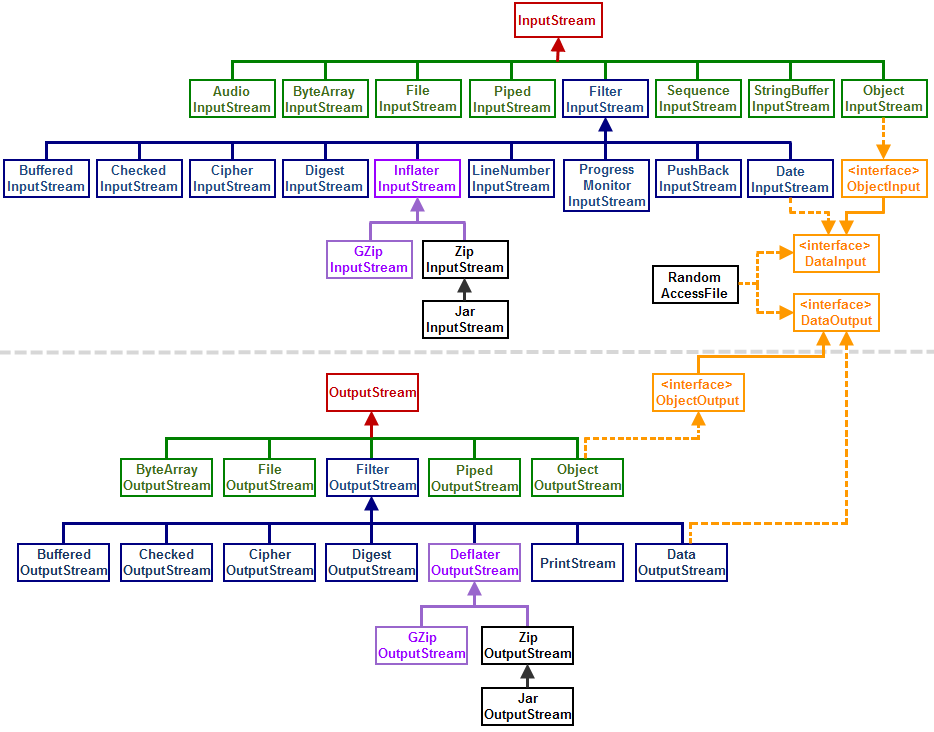 InputStream
Audio
InputStream
ByteArray
InputStream
File
InputStream
Piped
InputStream
Filter
InputStream
Sequence
InputStream
StringBuffer
InputStream
Object
InputStream
Buffered
InputStream
Checked
InputStream
Cipher
InputStream
Digest
InputStream
Inflater
InputStream
LineNumber
InputStream
Progress
Monitor
InputStream
PushBack
InputStream
Date
InputStream
<interface>
ObjectInput
GZip
InputStream
Zip
InputStream
<interface>
DataInput
Random
AccessFile
Jar
InputStream
<interface>
DataOutput
OutputStream
<interface>
ObjectOutput
ByteArray
OutputStream
File
OutputStream
Filter
OutputStream
Piped
OutputStream
Object
OutputStream
Buffered
OutputStream
Checked
OutputStream
Cipher
OutputStream
Digest
OutputStream
Deflater
OutputStream
PrintStream
Data
OutputStream
GZip
OutputStream
Zip
OutputStream
Jar
OutputStream